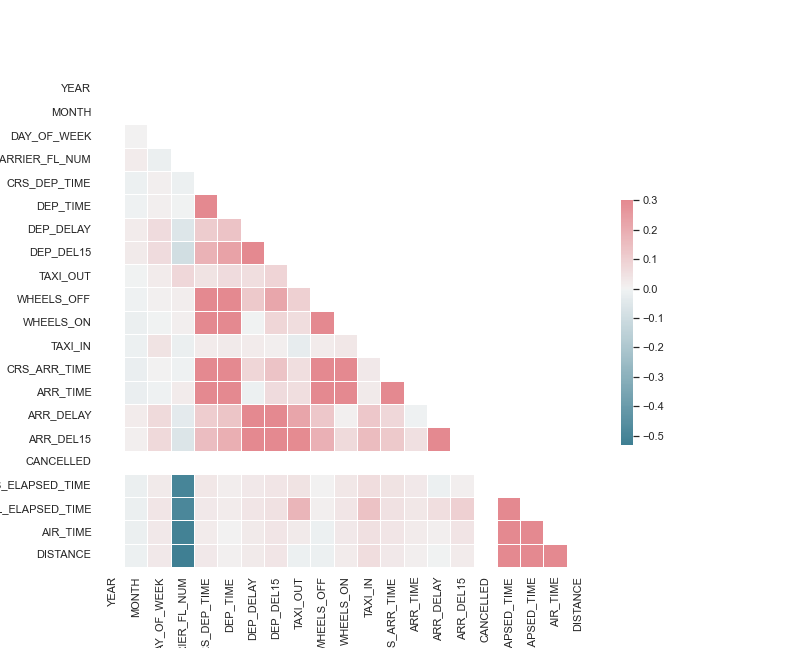 YEAR
MONTH
DAY_OF_WEEK
ARRIER_FL_NUM
CRS_DEP_TIME
DEP_TIME
DEP_DELAY
DEP_DEL15
TAXI_OUT
WHEELS_OFF
WHEELS_ON
TAXI_IN
CRS_ARR_TIME
ARR_TIME
ARR_DELAY
ARR_DEL15
CANCELLED
S_ELAPSED_TIME
L_ELAPSED_TIME
AIR_TIME
DISTANCE
YEAR
MONTH
AY_OF_WEEK
RIER_FL_NUM
S_DEP_TIME
DEP_TIME
DEP_DELAY
DEP_DEL15
TAXI_OUT
WHEELS_OFF
WHEELS_ON
TAXI_IN
S_ARR_TIME
ARR_TIME
ARR_DELAY
ARR_DEL15
CANCELLED
APSED_TIME
APSED_TIME
AIR_TIME
DISTANCE
0.3
0.2
0.1
0.0
−0.1
−0.2
−0.3
−0.4
−0.5